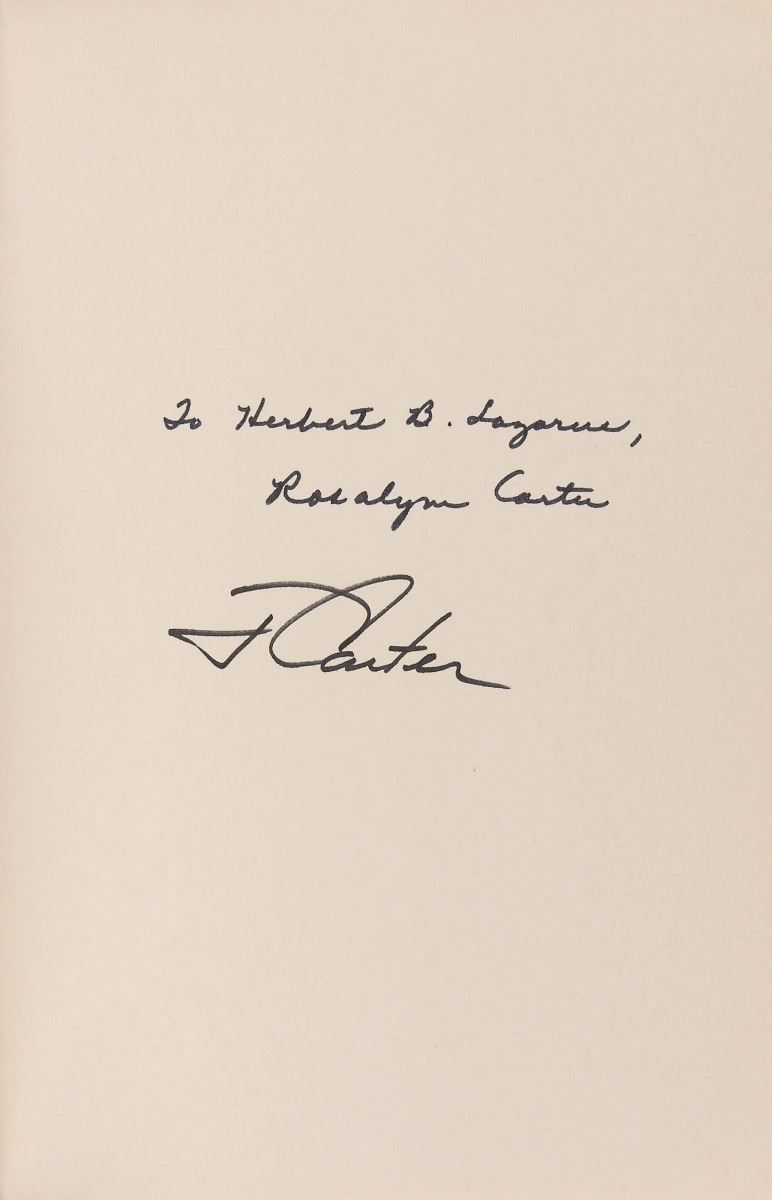 To Herbert B. Lazarus,
Rosalynn Carter
J Carter